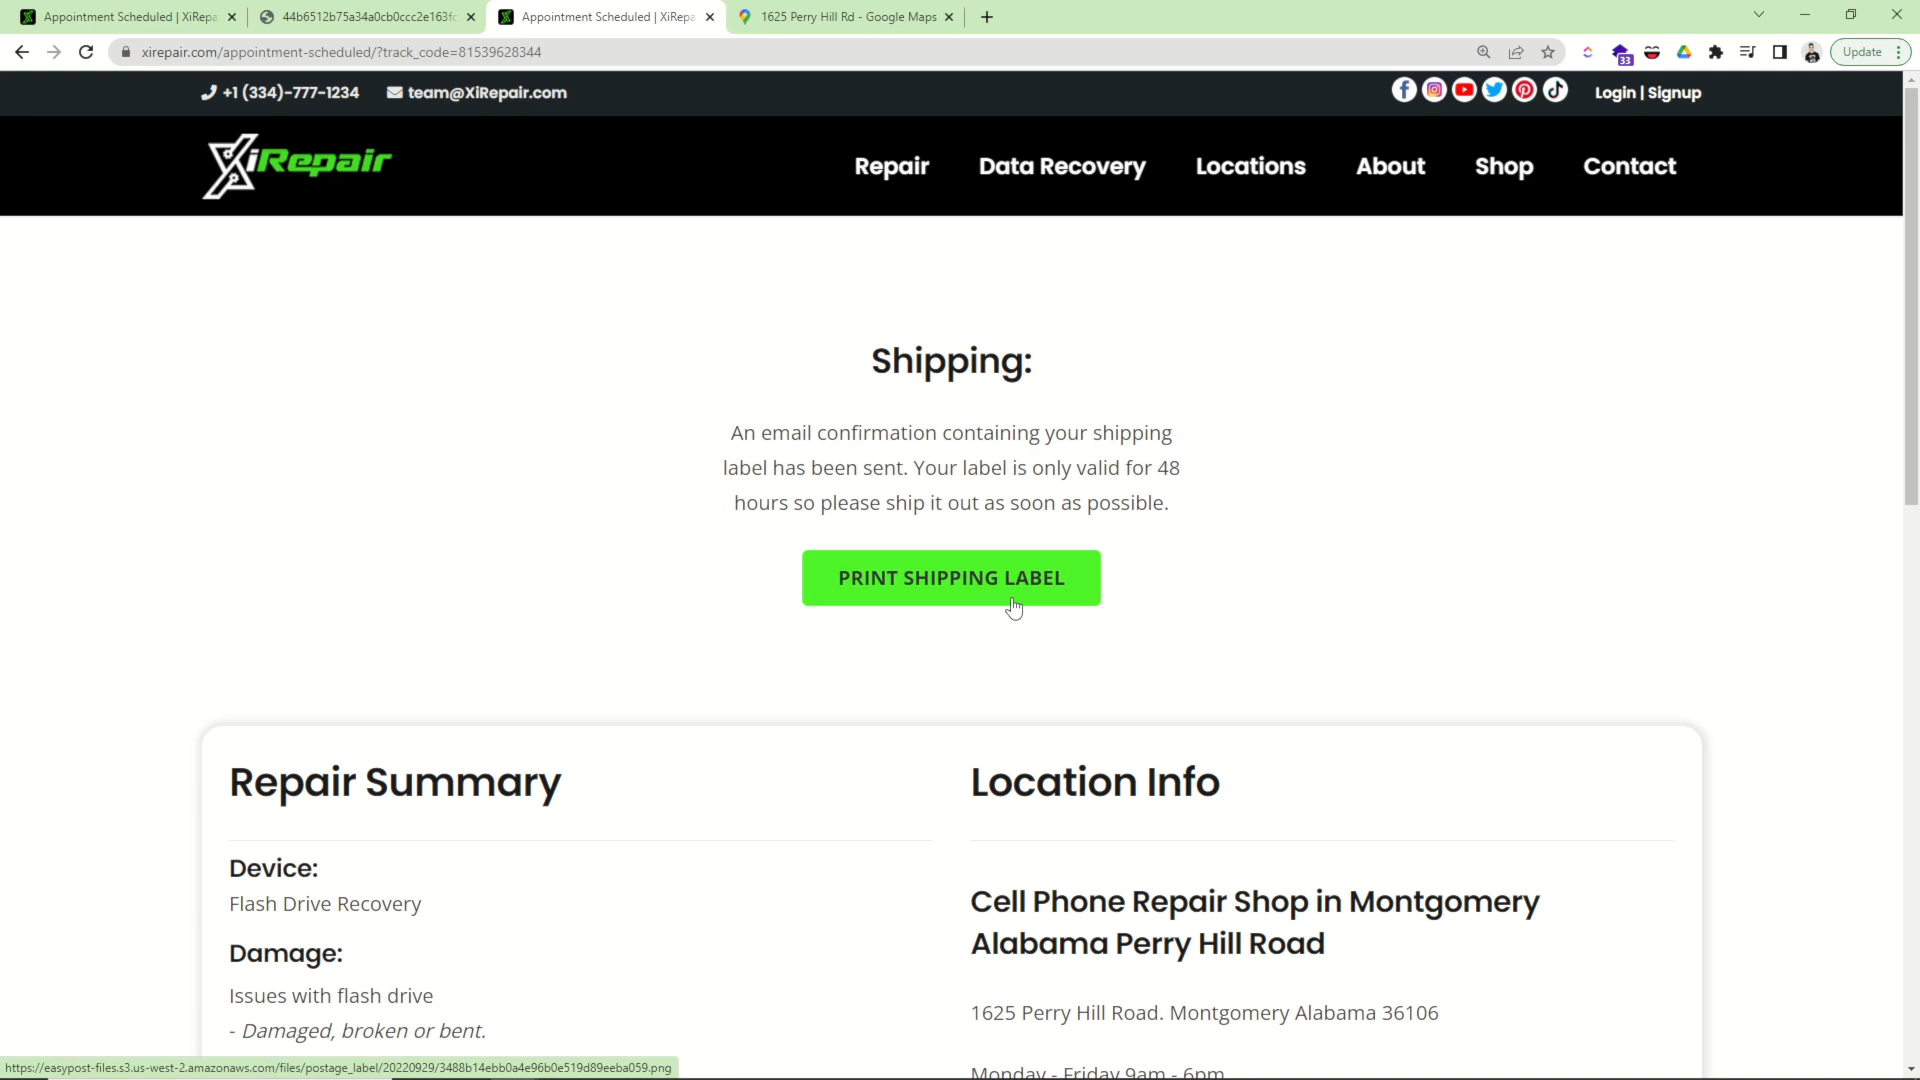 Appointment Scheduled | XiRepa
44b6512b75a34a0cb0ccc2e163fc
Appointment Scheduled | XiRepa
1625 Perry Hill Rd - Google Maps
xirepair.com/appointment-scheduled/?track_code=81539628344
33
Update
+1 (334)-777-1234
team@XiRepair.com
Login | Signup
XiRepair
Repair
Data Recovery
Locations
About
Shop
Contact
Shipping:
An email confirmation containing your shipping
label has been sent. Your label is only valid for 48
hours so please ship it out as soon as possible.
PRINT SHIPPING LABEL
Repair Summary
Device:
Flash Drive Recovery
Damage:
Issues with flash drive
- Damaged, broken or bent.
Location Info
Cell Phone Repair Shop in Montgomery
Alabama Perry Hill Road
1625 Perry Hill Road. Montgomery Alabama 36106
Monday - Friday 9am - 6pm
https://easypost-files.s3.us-west-2.amazonaws.com/files/postage_label/20220929/3488b14ebb0a4e96b0e519d89eeba059.png